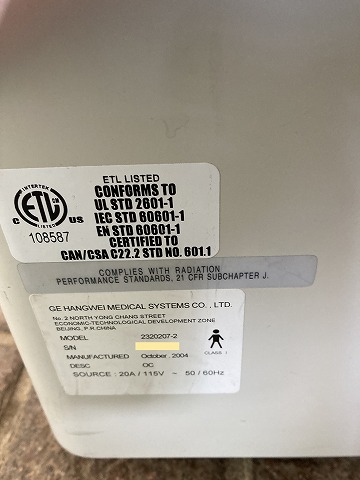 ETL LISTED
CONFORMS TO
UL STD 2601-1
IEC STD 60601-1
EN STD 60601-1
CERTIFIED TO
CAN/CSA C22.2 STD NO. 601.1
INTERTEK
ETL CM
LISTED
C US
108587
COMPLIES WITH RADIATION
PERFORMANCE STANDARDS, 21 CFR SUBCHAPTER J.
GE HANGWEI MEDICAL SYSTEMS CO., LTD.
No. 2 NORTH YONG CHANG STREET
ECONOMIC-TECHNOLOGICAL DEVELOPMENT ZONE
BEIJING, P.R.CHINA
MODEL 2320207-2
S/N
MANUFACTURED October, 2004
CLASS I
DESC OC
SOURCE : 20A / 115V ~ 50 / 60Hz